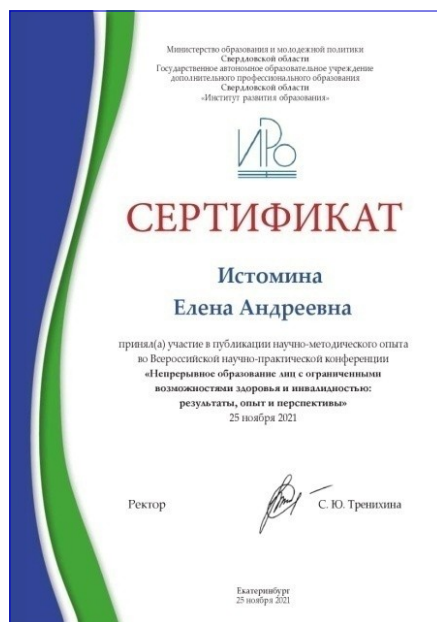 Министерство образования и молодежной политики
Свердловской области
Государственное автономное образовательное учреждение
дополнительного профессионального образования
Свердловской области
«Институт развития образования»
ИРО
СЕРТИФИКАТ
Истомина
Елена Андреевна
принял(а) участие в публикации научно-методического опыта
во Всероссийской научно-практической конференции
«Непрерывное образование лиц с ограниченными
возможностями здоровья и инвалидностью:
результаты, опыт и перспективы»
25 ноября 2021
Ректор С. Ю. Тренихина
Екатеринбург
25 ноября 2021